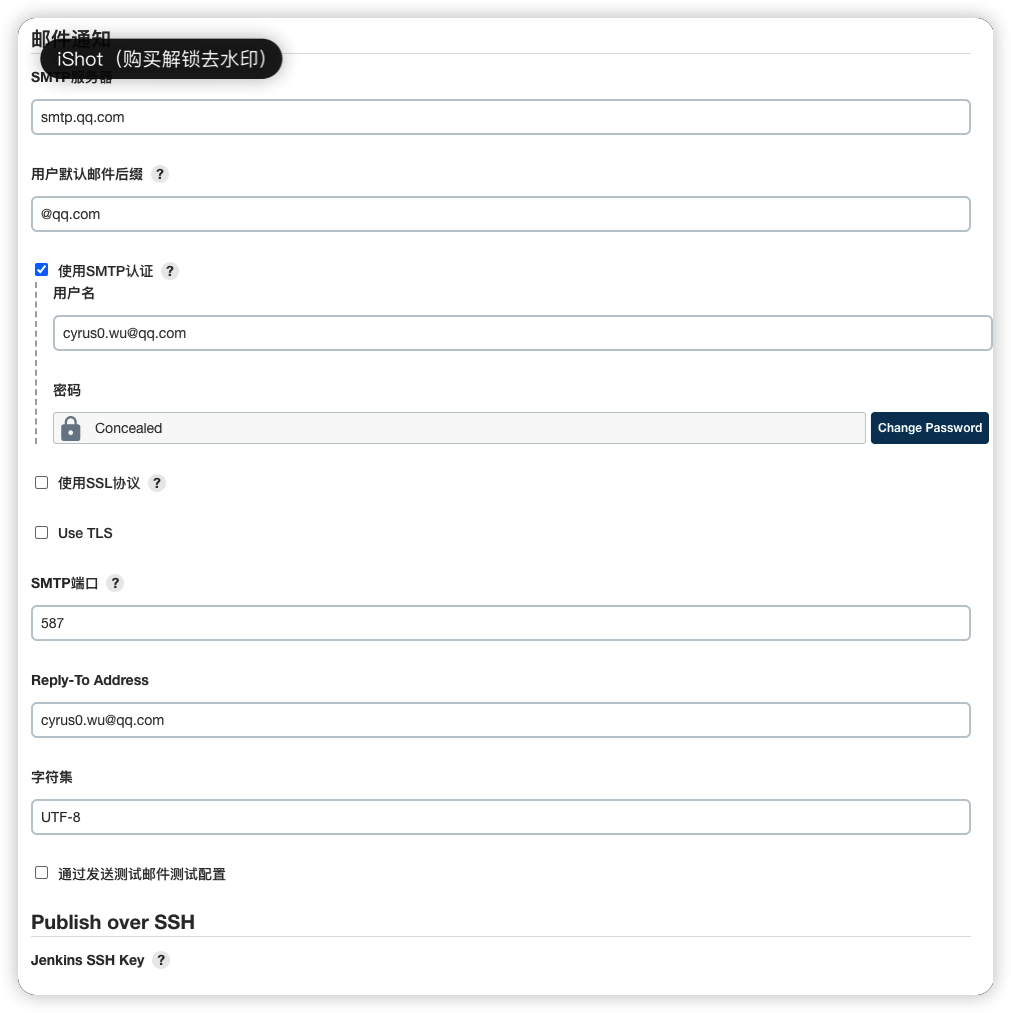 邮件通知
iShot（购买解锁去水印）
SMTP服务器
smtp.qq.com
用户默认邮件后缀 ?
@qq.com
使用SMTP认证 ?
用户名
cyrus0.wu@qq.com
密码
Concealed Change Password
使用SSL协议 ?
Use TLS
SMTP端口 ?
587
Reply-To Address
cyrus0.wu@qq.com
字符集
UTF-8
通过发送测试邮件测试配置
Publish over SSH
Jenkins SSH Key ?